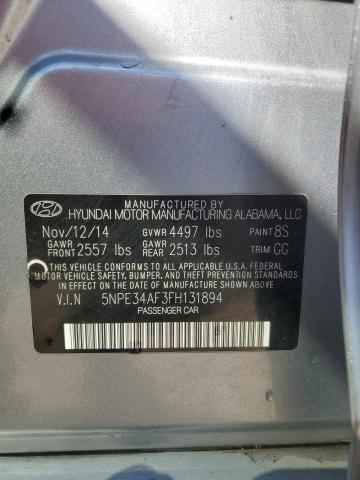 MANUFACTURED BY
HYUNDAI MOTOR MANUFACTURING ALABAMA, LLC
Nov/12/14 GVWR 4497 lbs PAINT 8S
GAWR FRONT 2557 lbs GAWR REAR 2513 lbs TRIM GG
THIS VEHICLE CONFORMS TO ALL APPLICABLE U.S.A. FEDERAL
MOTOR VEHICLE SAFETY, BUMPER, AND THEFT PREVENTION
STANDARDS IN EFFECT ON THE DATE OF MANUFACTURE SHOWN
ABOVE.
V.I.N 5NPE34AF3FH131894
PASSENGER CAR